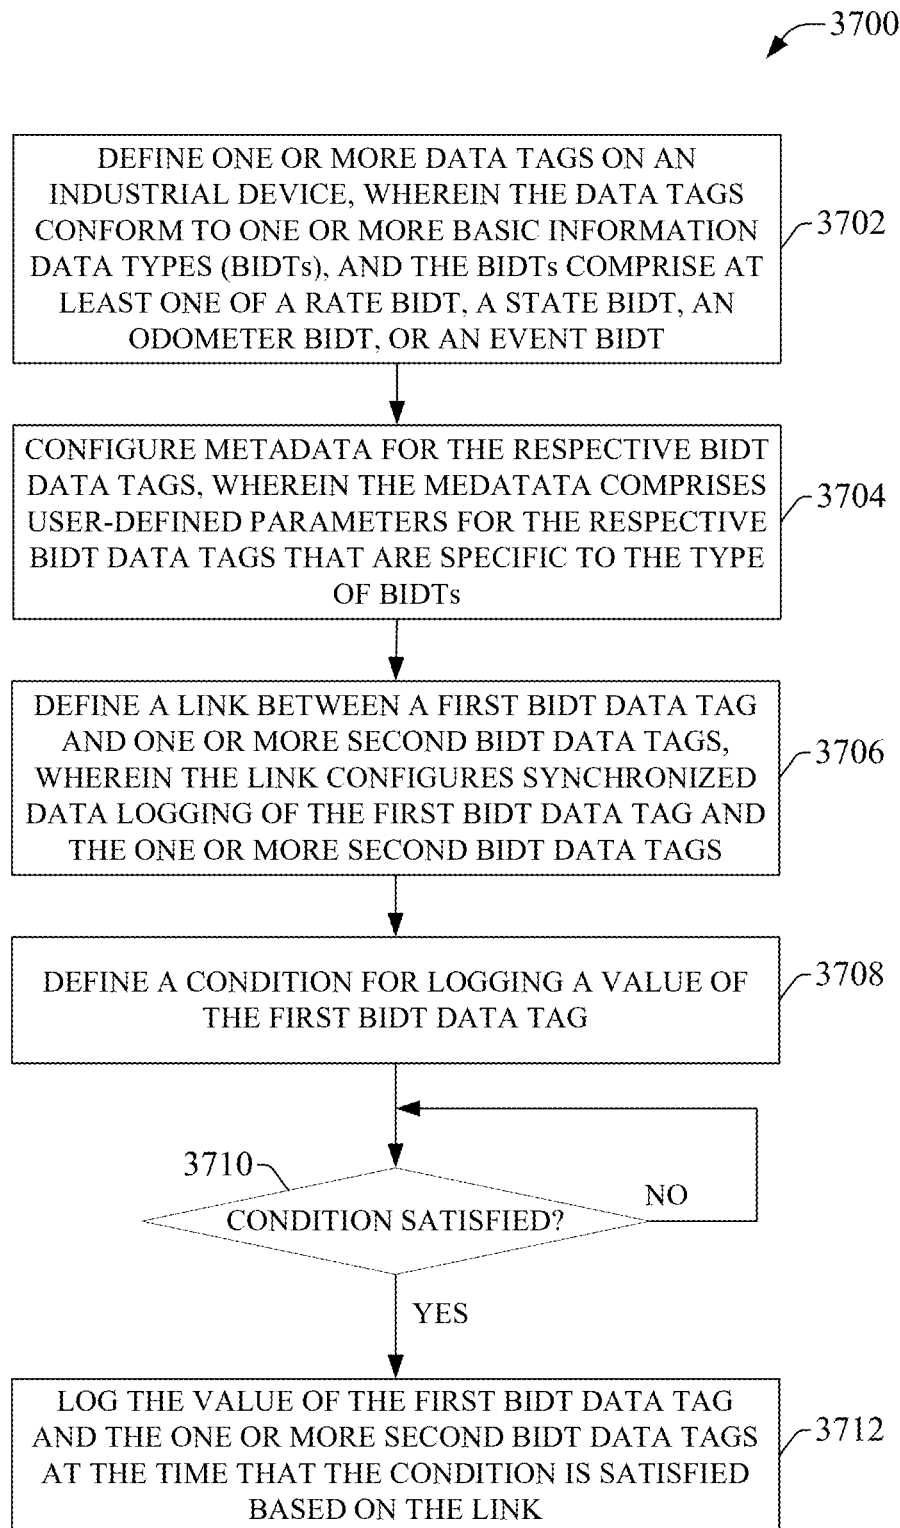 3700
DEFINE ONE OR MORE DATA TAGS ON AN
INDUSTRIAL DEVICE, WHEREIN THE DATA TAGS
CONFORM TO ONE OR MORE BASIC INFORMATION
DATA TYPES (BIDTs), AND THE BIDTs COMPRISE AT
LEAST ONE OF A RATE BIDT, A STATE BIDT, AN
ODOMETER BIDT, OR AN EVENT BIDT
3702
CONFIGURE METADATA FOR THE RESPECTIVE BIDT
DATA TAGS, WHEREIN THE MEDATATA COMPRISES
USER-DEFINED PARAMETERS FOR THE RESPECTIVE
BIDT DATA TAGS THAT ARE SPECIFIC TO THE TYPE
OF BIDTs
3704
DEFINE A LINK BETWEEN A FIRST BIDT DATA TAG
AND ONE OR MORE SECOND BIDT DATA TAGS,
WHEREIN THE LINK CONFIGURES SYNCHRONIZED
DATA LOGGING OF THE FIRST BIDT DATA TAG AND
THE ONE OR MORE SECOND BIDT DATA TAGS
3706
DEFINE A CONDITION FOR LOGGING A VALUE OF
THE FIRST BIDT DATA TAG
3708
3710
CONDITION SATISFIED?
NO
YES
LOG THE VALUE OF THE FIRST BIDT DATA TAG
AND THE ONE OR MORE SECOND BIDT DATA TAGS
AT THE TIME THAT THE CONDITION IS SATISFIED
BASED ON THE LINK
3712